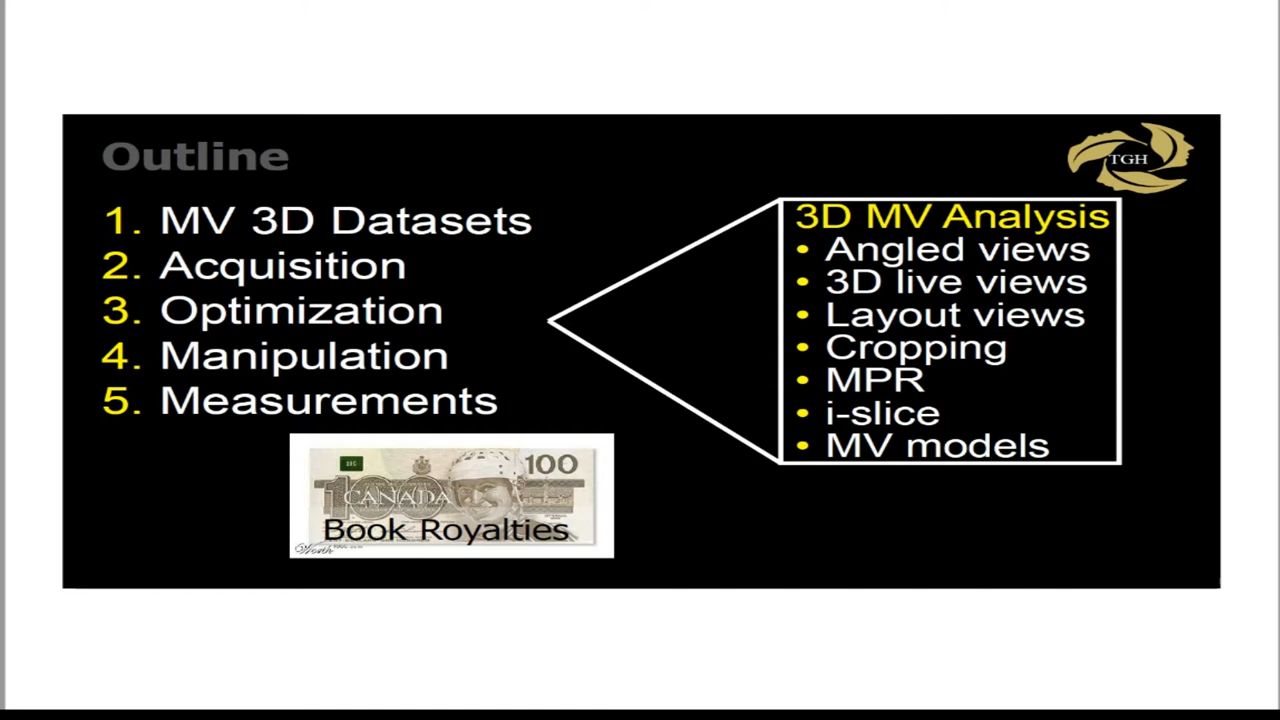 Outline
TGH
1. MV 3D Datasets
2. Acquisition
3. Optimization
4. Manipulation
5. Measurements
3D MV Analysis
• Angled views
• 3D live views
• Layout views
• Cropping
• MPR
• i-slice
• MV models
100
CANADA
Book Royalties
Worth